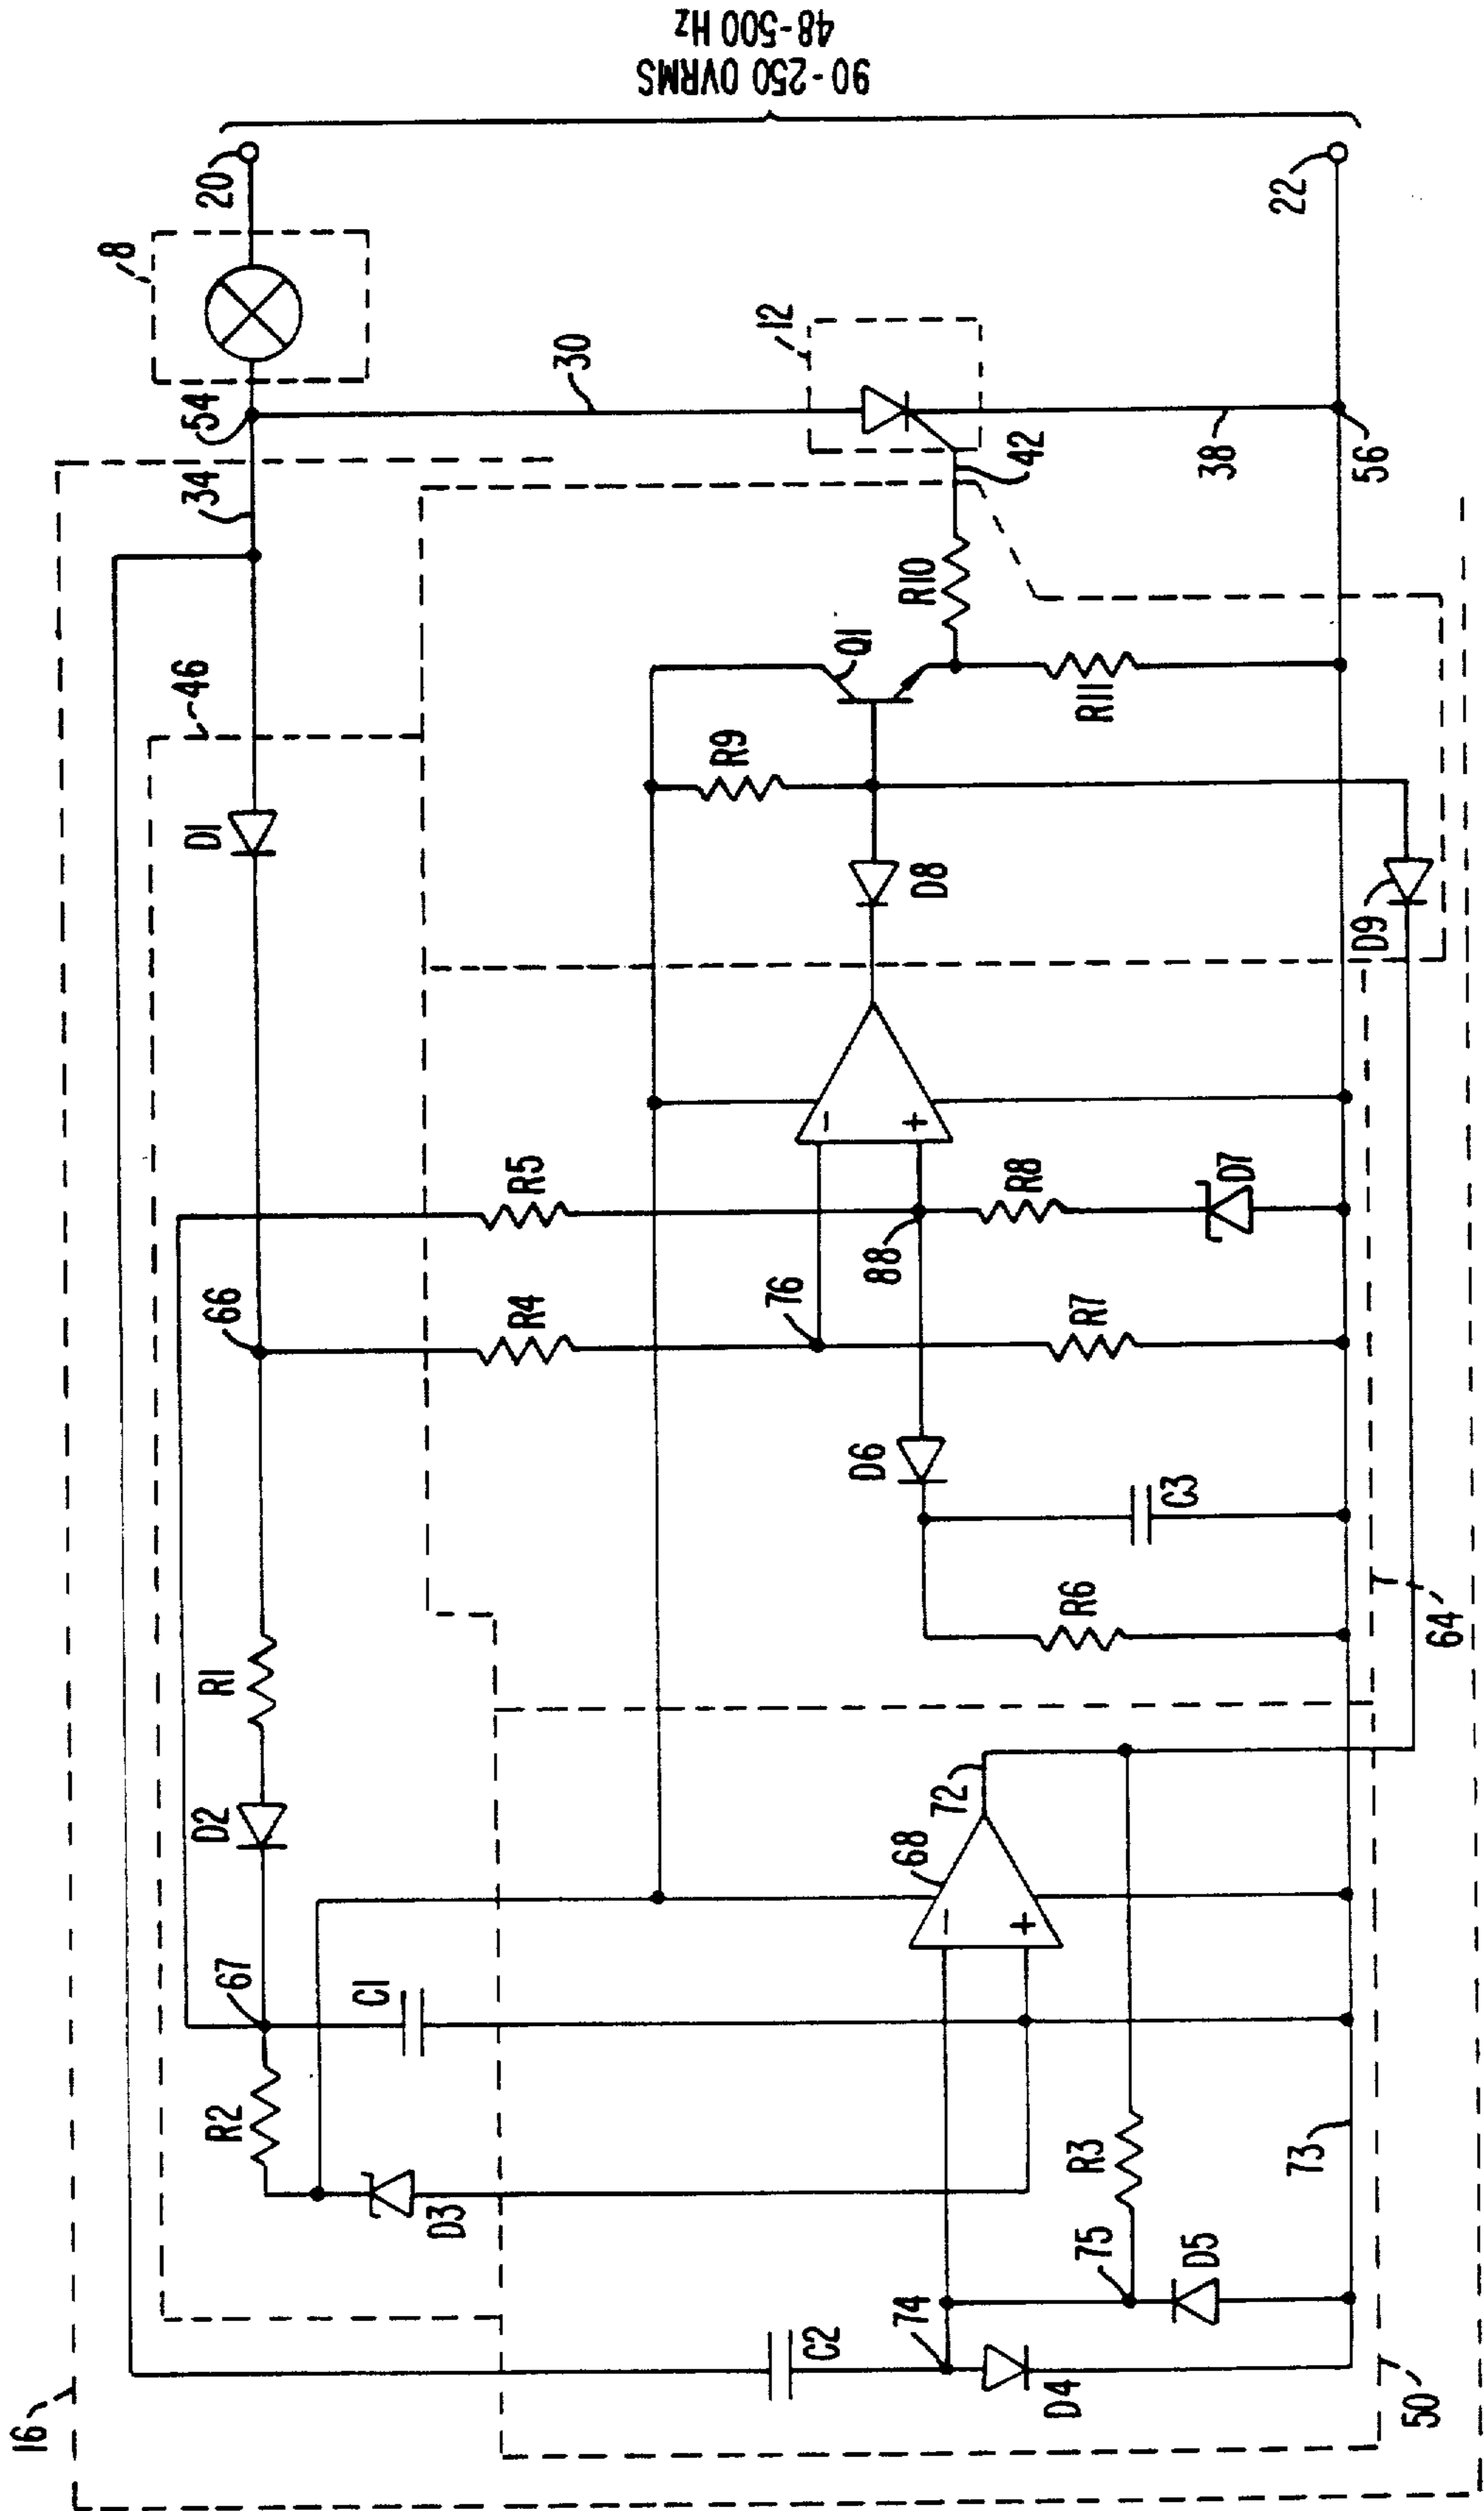 16
46
34
54
8
20
90-250 OVRMS
48-500 Hz
D1
66
R1
D2
67
R2
C1
D3
R5
R4
30
12
42
R10
Q1
R9
D8
R11
38
56
22
76
88
R8
D7
R7
D6
C3
R6
D9
64
68
72
-
+
-
+
R3
73
74
75
C2
D4
D5
50